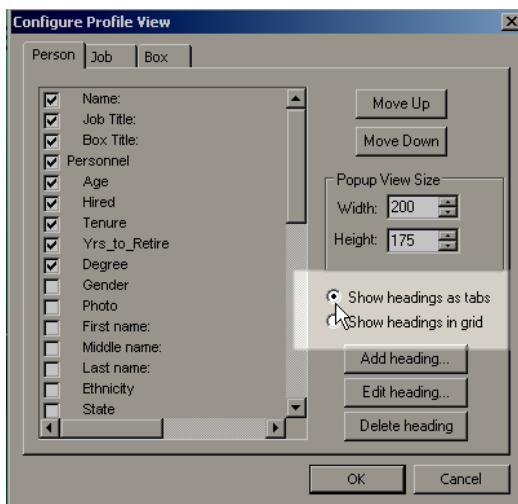 Configure Profile View
Person
Job
Box
Name:
Job Title:
Box Title:
Personnel
Age
Hired
Tenure
Yrs_to_Retire
Degree
Gender
Photo
First name:
Middle name:
Last name:
Ethnicity
State
Move Up
Move Down
Popup View Size
Width: 200
Height: 175
Show headings as tabs
Show headings in grid
Add heading...
Edit heading...
Delete heading
OK
Cancel